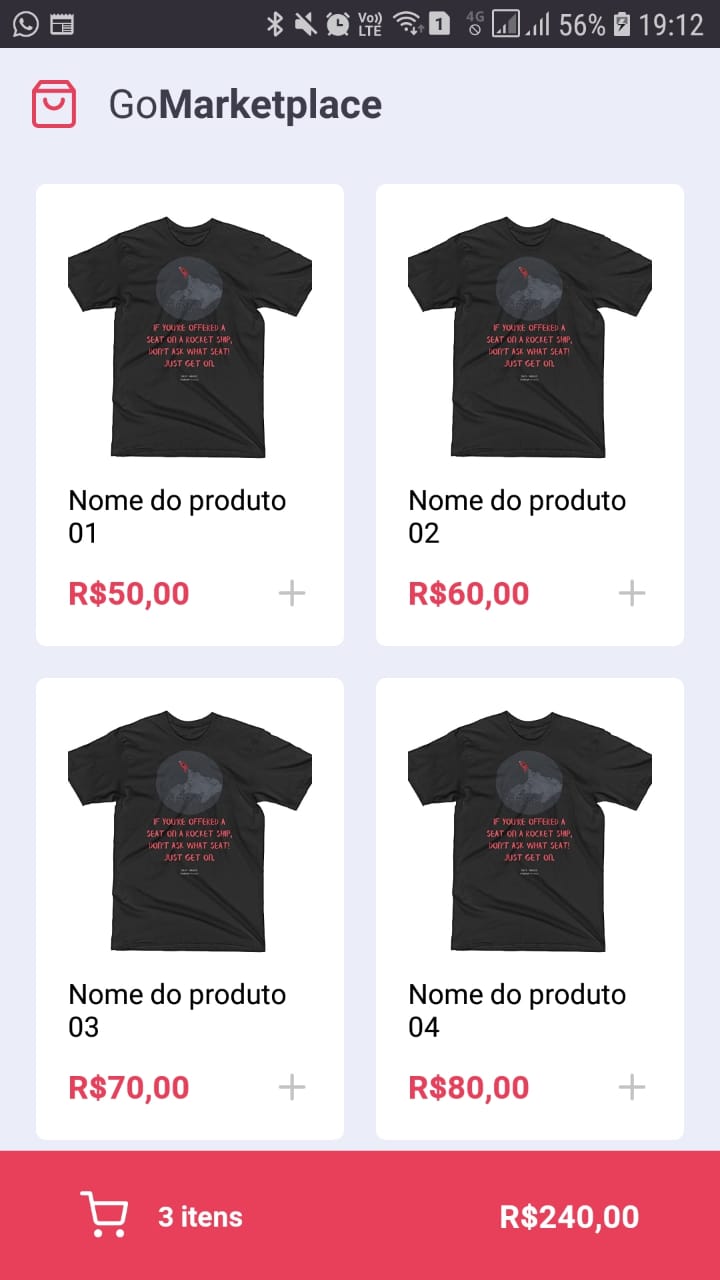 Vo)) LTE 1 4G 56% 19:12
GoMarketplace
IF YOU'RE OFFERED A
SEAT ON A ROCKET SHIP,
DON'T ASK WHAT SEAT!
JUST GET ON.
Nome do produto
01
R$50,00
IF YOU'RE OFFERED A
SEAT ON A ROCKET SHIP,
DON'T ASK WHAT SEAT!
JUST GET ON.
Nome do produto
02
R$60,00
IF YOU'RE OFFERED A
SEAT ON A ROCKET SHIP,
DON'T ASK WHAT SEAT!
JUST GET ON.
Nome do produto
03
R$70,00
IF YOU'RE OFFERED A
SEAT ON A ROCKET SHIP,
DON'T ASK WHAT SEAT!
JUST GET ON.
Nome do produto
04
R$80,00
3 itens
R$240,00